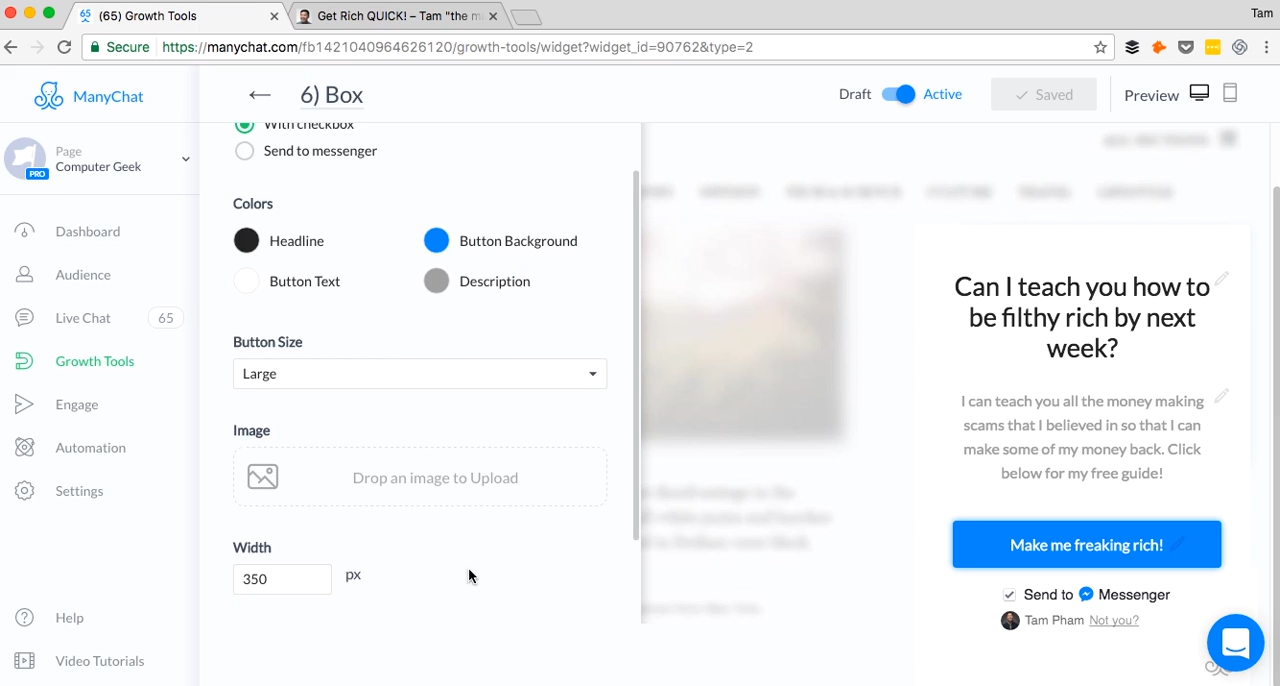 65 (65) Growth Tools
Get Rich QUICK! – Tam "the m
Tam
Secure https://manychat.com/fb1421040964626120/growth-tools/widget?widget_id=90762&type=2
ManyChat
6) Box
Draft
Active
Saved
Preview
Page
Computer Geek
PRO
With checkbox
Send to messenger
Dashboard
Audience
Live Chat 65
Growth Tools
Engage
Automation
Settings
Help
Video Tutorials
Colors
Headline
Button Background
Button Text
Description
Button Size
Large
Image
Drop an image to Upload
Width
350 px
Can I teach you how to
be filthy rich by next
week?
I can teach you all the money making
scams that I believed in so that I can
make some of my money back. Click
below for my free guide!
Make me freaking rich!
Send to Messenger
Tam Pham Not you?